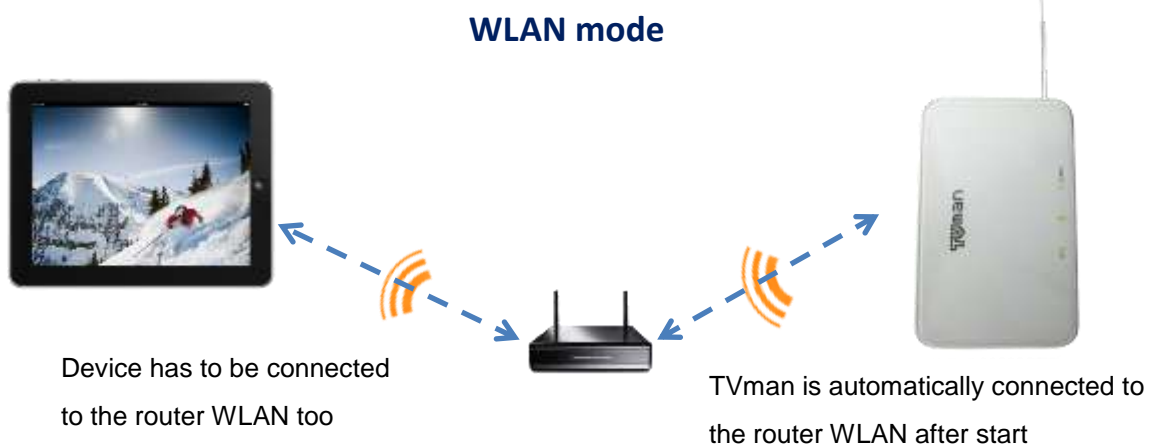 WLAN mode
TVman
Device has to be connected
to the router WLAN too
TVman is automatically connected to
the router WLAN after start